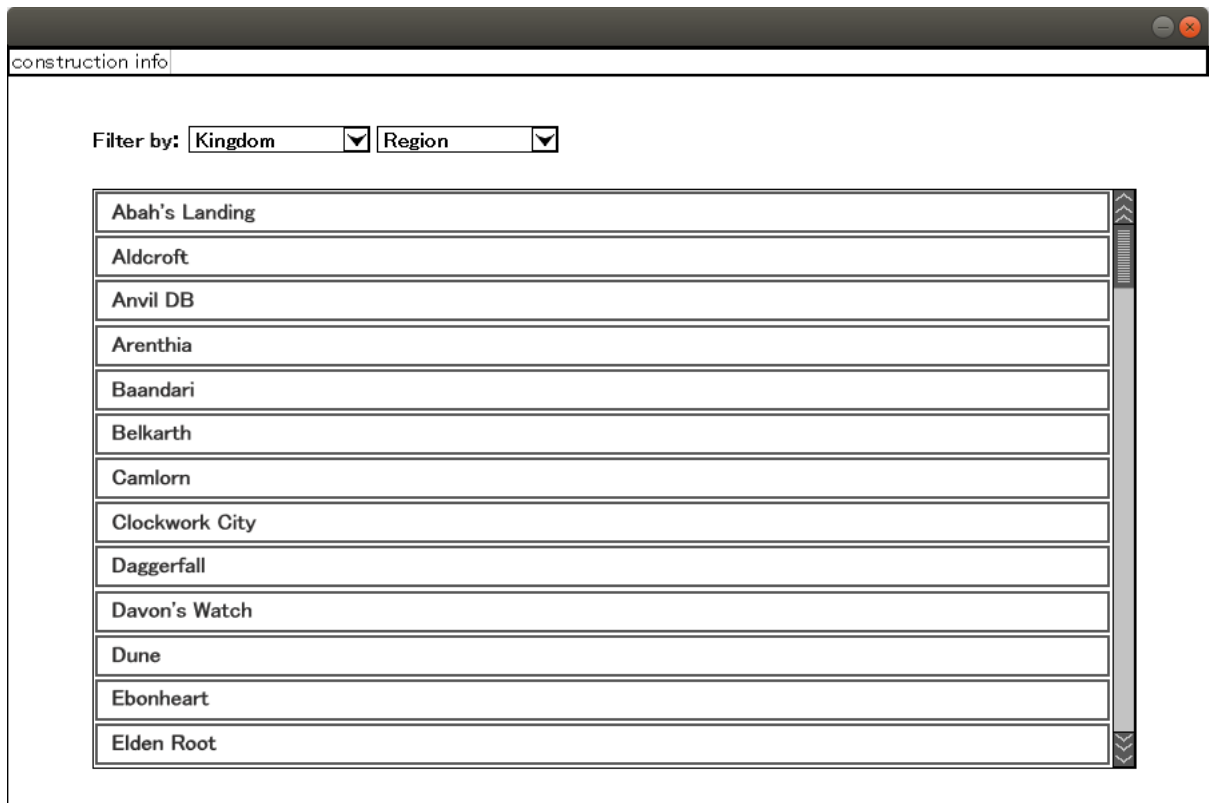 construction info
Filter by: Kingdom Region
Abah's Landing
Aldcroft
Anvil DB
Arenthia
Baandari
Belkarth
Camlorn
Clockwork City
Daggerfall
Davon's Watch
Dune
Ebonheart
Elden Root